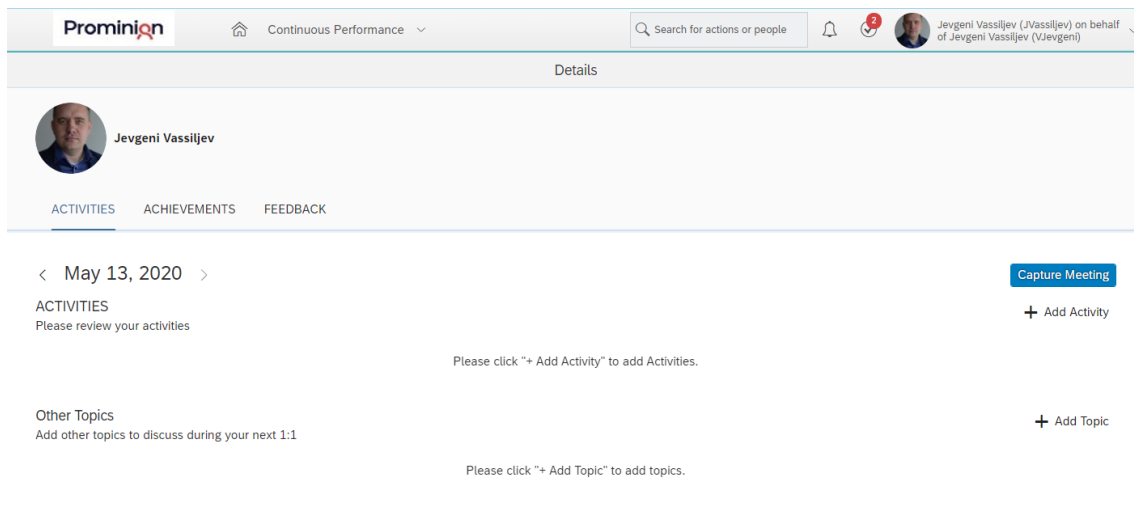 Prominion
Continuous Performance
Search for actions or people
2
Jevgeni Vassiljev (JVassiljev) on behalf
of Jevgeni Vassiljev (VJevgeni)
Details
Jevgeni Vassiljev
ACTIVITIES ACHIEVEMENTS FEEDBACK
< May 13, 2020 >
Capture Meeting
ACTIVITIES
Please review your activities
+ Add Activity
Please click "+ Add Activity" to add Activities.
Other Topics
Add other topics to discuss during your next 1:1
+ Add Topic
Please click "+ Add Topic" to add topics.